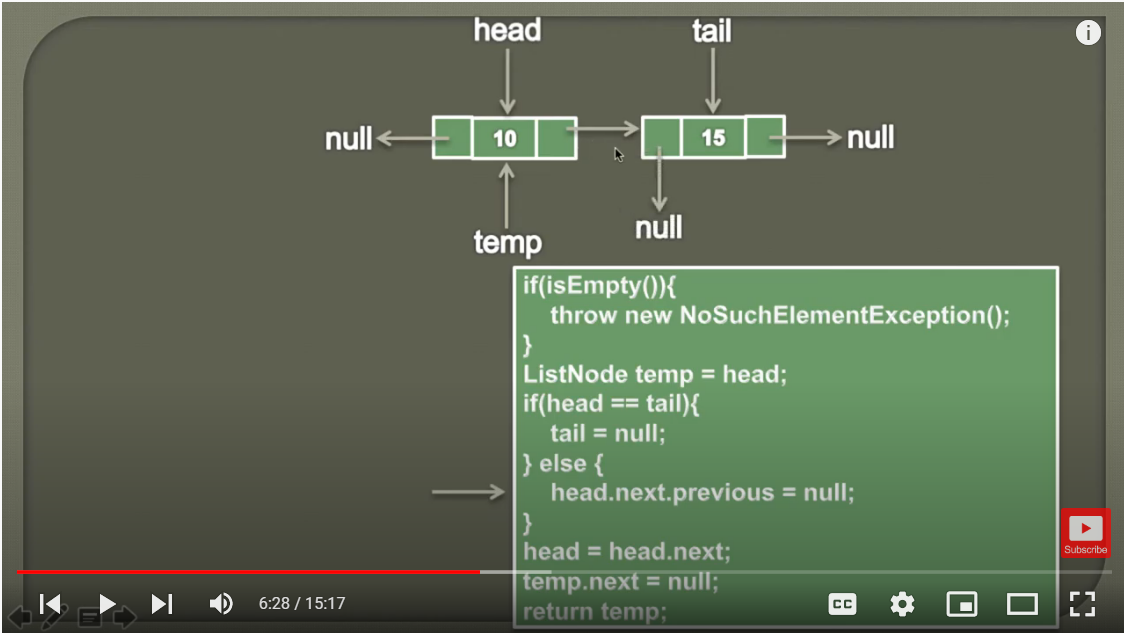 head tail
null 10 15 null
null
temp
if(isEmpty()){
throw new NoSuchElementException();
}
ListNode temp = head;
if(head == tail){
tail = null;
} else {
head.next.previous = null;
}
head = head.next;
temp.next = null;
return temp;
Subscribe
6:28 / 15:17
CC